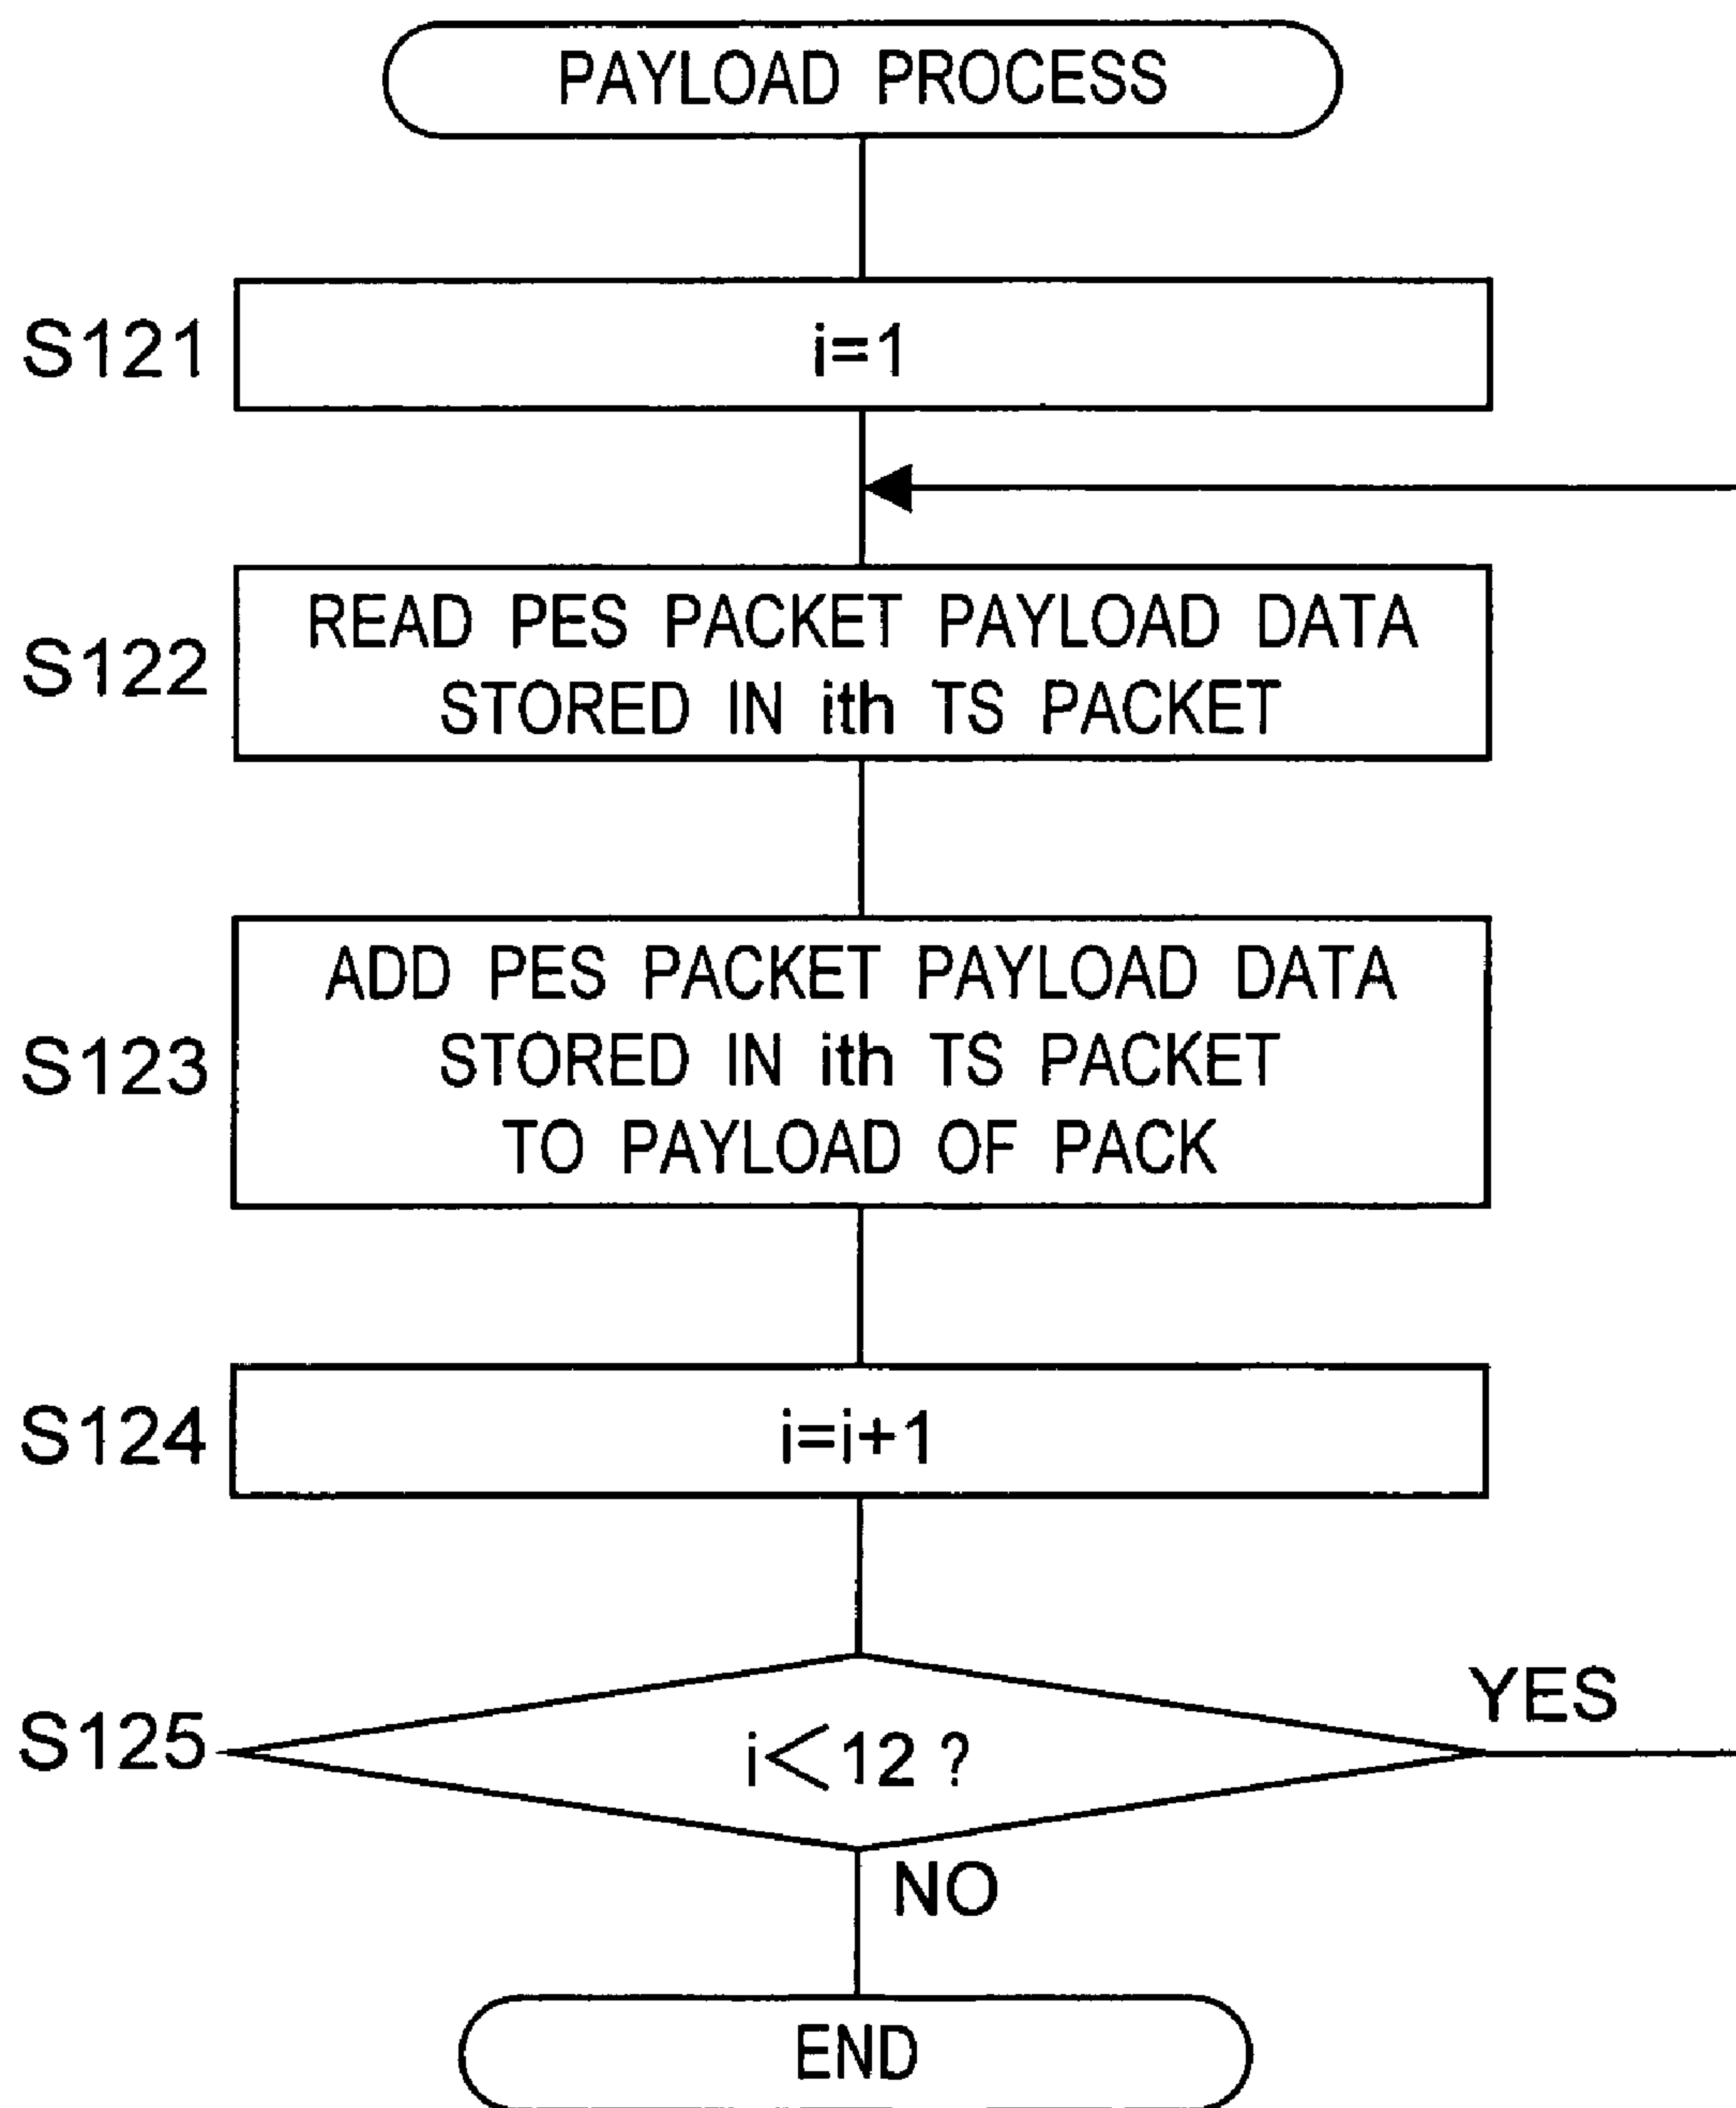 PAYLOAD PROCESS
S121
i=1
S122
READ PES PACKET PAYLOAD DATA
STORED IN ith TS PACKET
S123
ADD PES PACKET PAYLOAD DATA
STORED IN ith TS PACKET
TO PAYLOAD OF PACK
S124
i=i+1
S125
i<12 ?
YES
NO
END